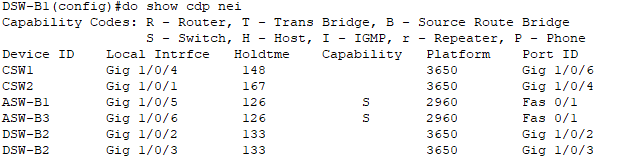 DSW-B1(config)#do show cdp nei
Capability Codes: R - Router, T - Trans Bridge, B - Source Route Bridge
                  S - Switch, H - Host, I - IGMP, r - Repeater, P - Phone
Device ID    Local Intrfce   Holdtme    Capability   Platform    Port ID
CSW1         Gig 1/0/4        148                    3650        Gig 1/0/6
CSW2         Gig 1/0/1        167                    3650        Gig 1/0/4
ASW-B1       Gig 1/0/5        126            S       2960        Fas 0/1
ASW-B3       Gig 1/0/6        126            S       2960        Fas 0/1
DSW-B2       Gig 1/0/2        133                    3650        Gig 1/0/2
DSW-B2       Gig 1/0/3        133                    3650        Gig 1/0/3